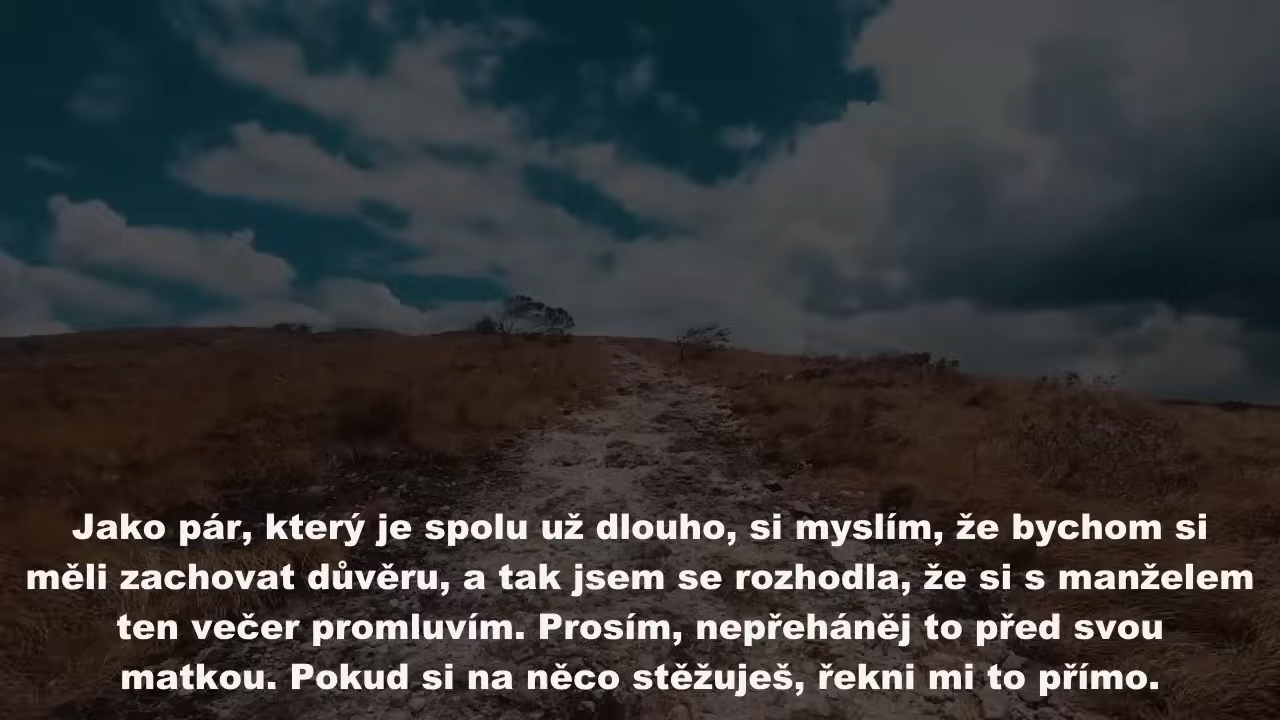 Jako pár, který je spolu už dlouho, si myslím, že bychom si
měli zachovat důvěru, a tak jsem se rozhodla, že si s manželem
ten večer promluvím. Prosím, nepřeháněj to před svou
matkou. Pokud si na něco stěžuješ, řekni mi to přímo.